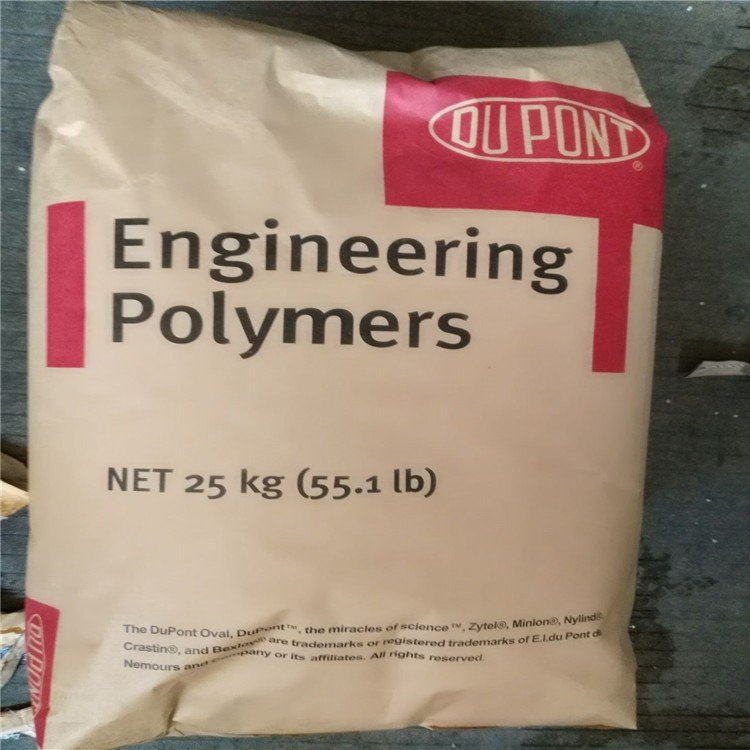 DU PONT
®
Engineering
Polymers
NET 25 kg (55.1 lb)
The DuPont Oval, DuPont™, the miracles of science™, Zytel®, Minlon®, Nylind®
Crastin®, and Bexloy® are trademarks or registered trademarks of E.I.du Pont de
Nemours and Company or its affiliates. All rights reserved.
DU PONT